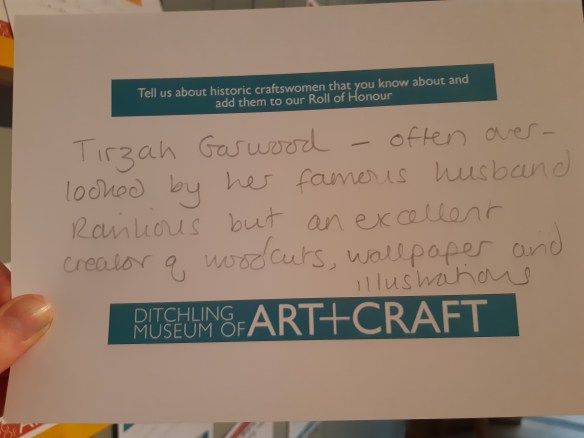 Tell us about historic craftswomen that you know about and
add them to our Roll of Honour
Tirzah Garwood – often over-
looked by her famous husband
Ravilious but an excellent
creator of woodcuts, wallpaper and
illustrations
DITCHLING
MUSEUM OF ART+CRAFT